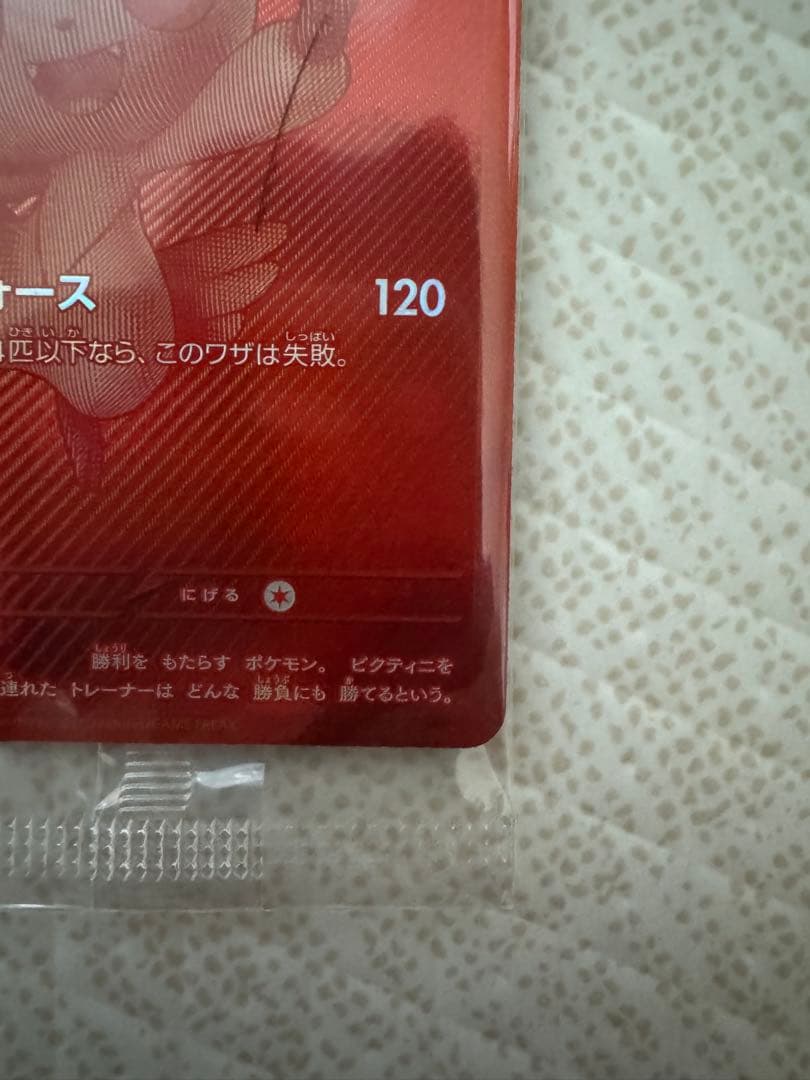 ォース 120
匹以下なら、このワザは失敗。
にげる
勝利を もたらす ポケモン。 ビクティニを
連れた トレーナーは どんな 勝負にも 勝てるという。